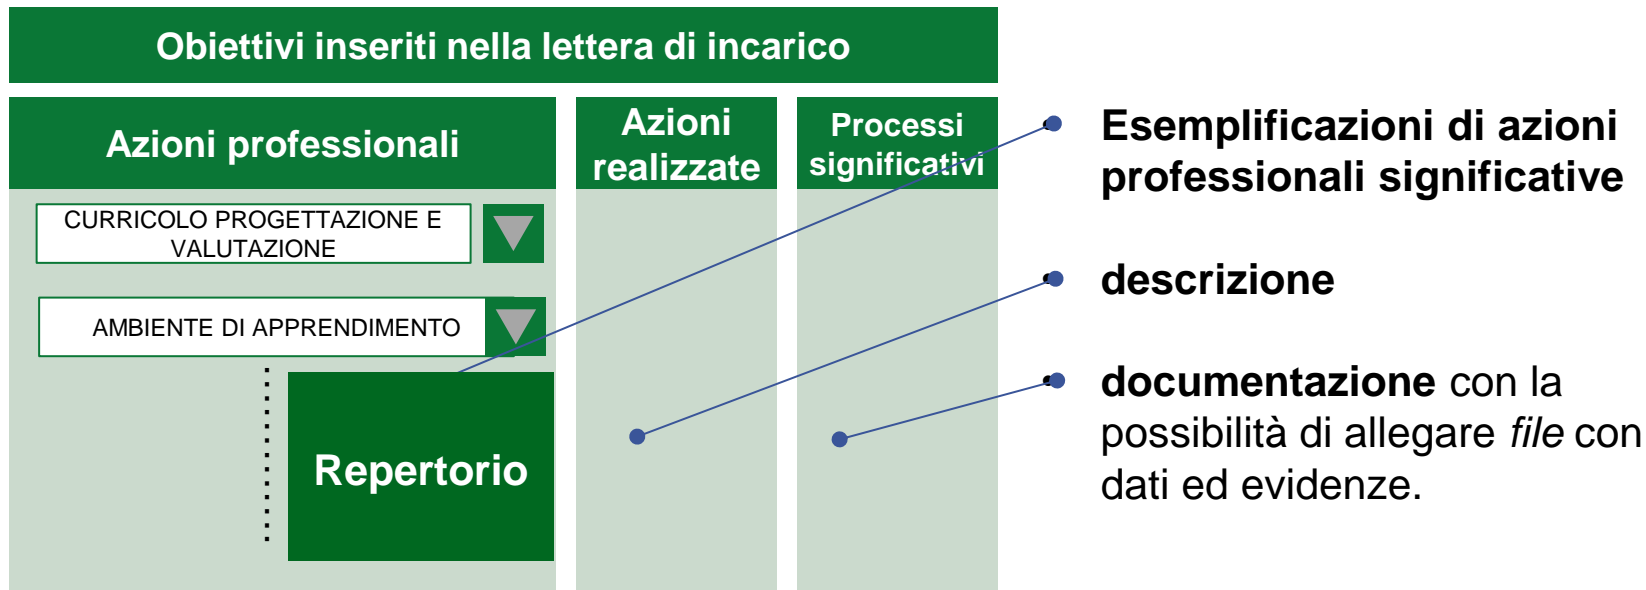 Obiettivi inseriti nella lettera di incarico
Azioni professionali
Azioni
realizzate
Processi
significativi
CURRICOLO PROGETTAZIONE E
VALUTAZIONE
AMBIENTE DI APPRENDIMENTO
Repertorio
Esemplificazioni di azioni
professionali significative
descrizione
documentazione con la
possibilità di allegare file con
dati ed evidenze.